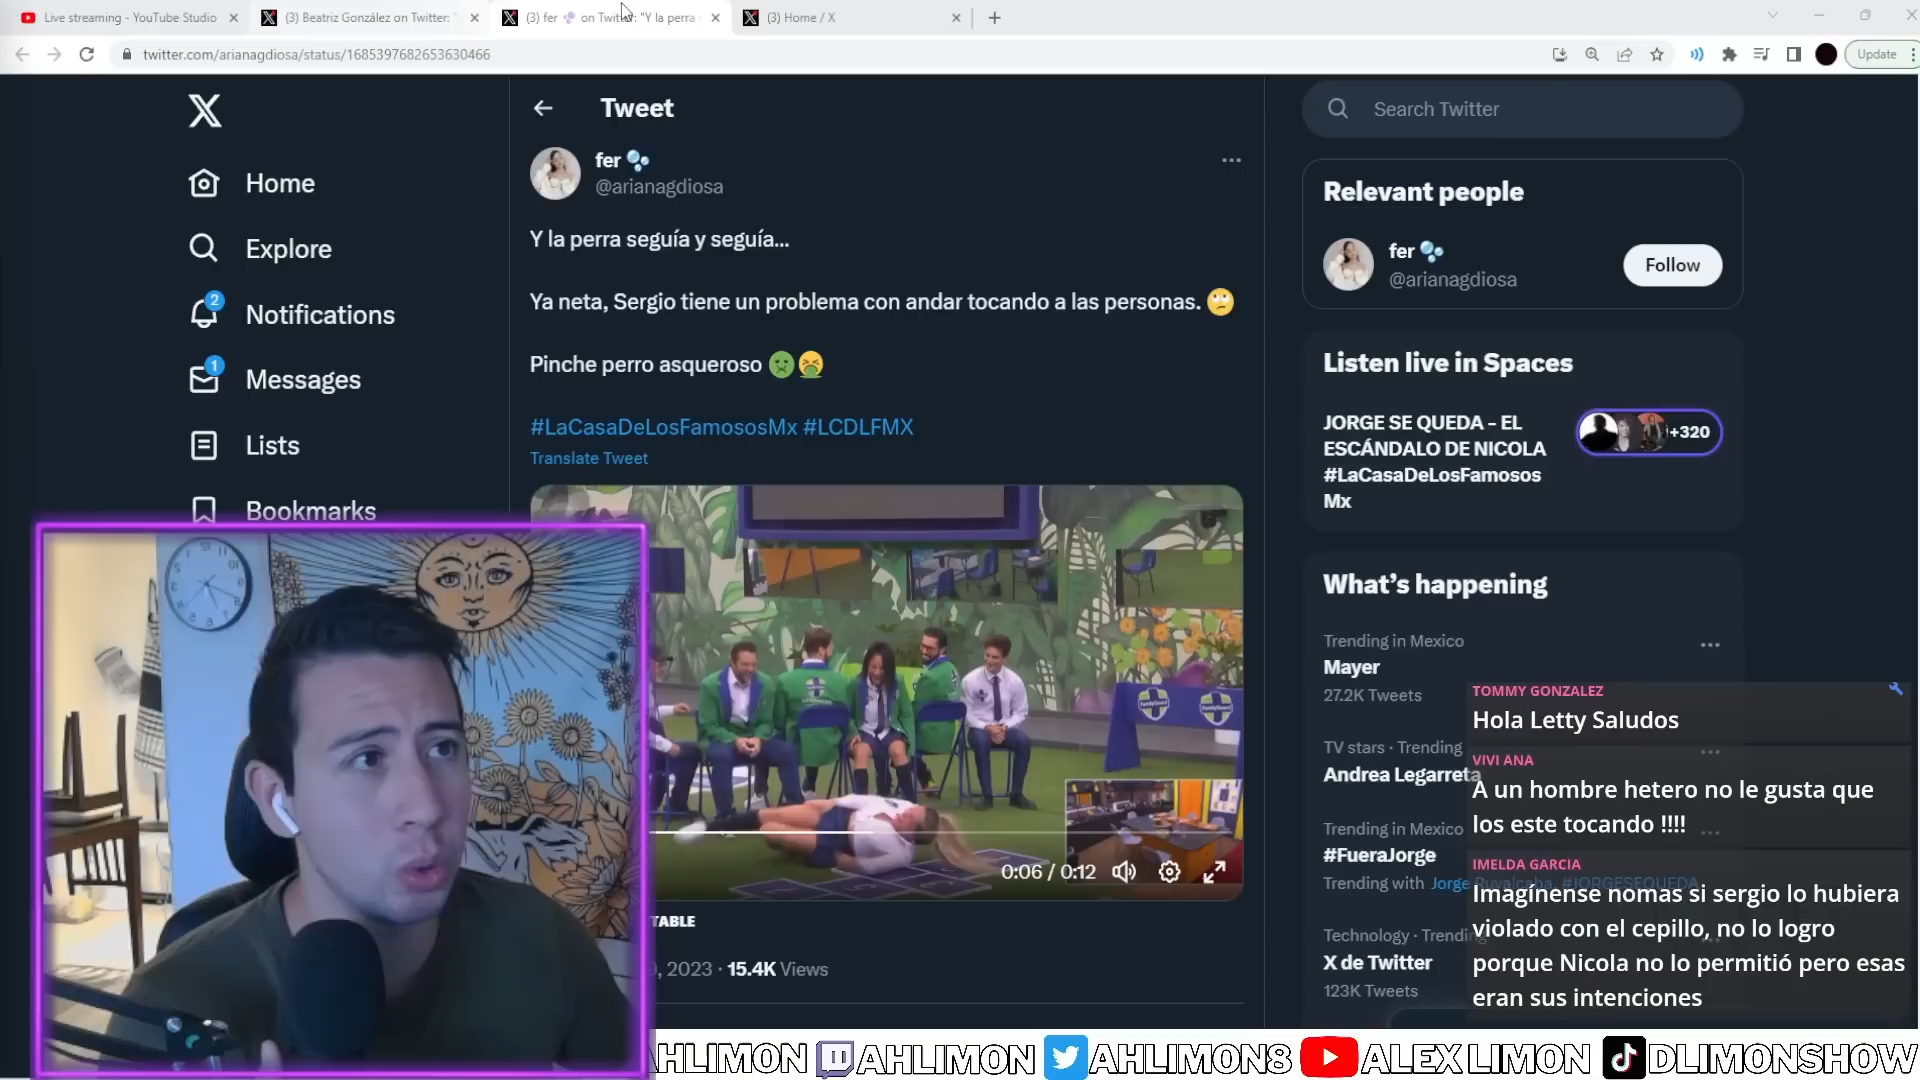 Live streaming - YouTube Studio
(3) Beatriz González on Twitter: "
(3) fer 🫧 on Twitter: "Y la perra
(3) Home / X
twitter.com/arianagdiosa/status/1685397682653630466
Update
Home
Explore
2
Notifications
1
Messages
Lists
Bookmarks
Tweet
fer 🫧
@arianagdiosa
Y la perra seguía y seguía...
Ya neta, Sergio tiene un problema con andar tocando a las personas. 🙄
Pinche perro asqueroso 🤢🤮
#LaCasaDeLosFamososMx #LCDLFMX
Translate Tweet
0:06 / 0:12
TABLE
, 2023 · 15.4K Views
Search Twitter
Relevant people
fer 🫧
@arianagdiosa
Follow
Listen live in Spaces
JORGE SE QUEDA - EL
ESCÁNDALO DE NICOLA
#LaCasaDeLosFamosos
Mx
+320
What's happening
Trending in Mexico
Mayer
27.2K Tweets
TV stars · Trending
Andrea Legarreta
Trending in Mexico
#FueraJorge
Trending with Jorge Ruvalcaba, #JORGESEQUEDA
Technology · Trending
X de Twitter
123K Tweets
TOMMY GONZALEZ
Hola Letty Saludos
VIVI ANA
A un hombre hetero no le gusta que
los este tocando !!!!
IMELDA GARCIA
Imagínense nomas si sergio lo hubiera
violado con el cepillo, no lo logro
porque Nicola no lo permitió pero esas
eran sus intenciones
AHLIMON AHLIMON AHLIMON8 ALEX LIMON DLIMONSHOW